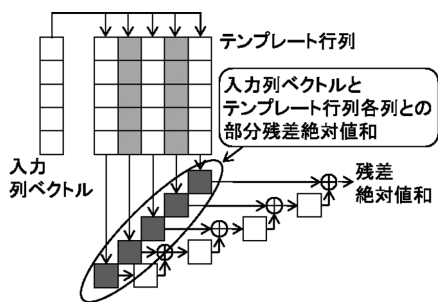 テンプレート行列
入力列ベクトルと
テンプレート行列各列との
部分残差絶対値和
入力
列ベクトル
残差
絶対値和